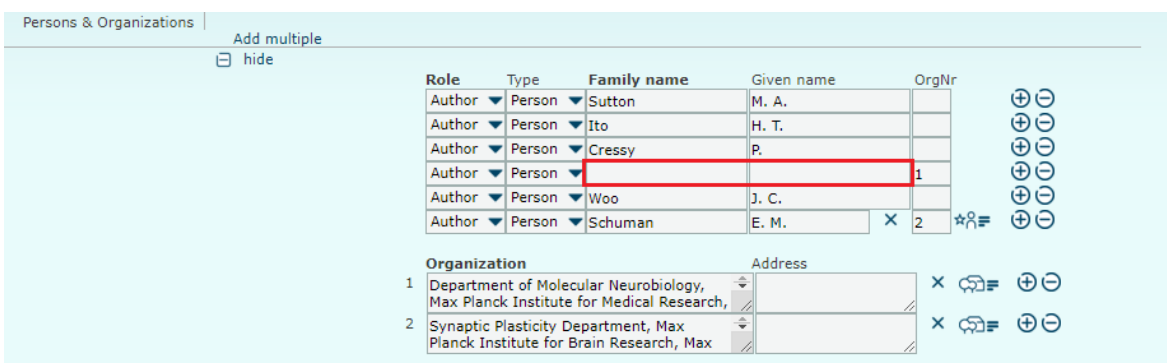 Persons & Organizations
Add multiple
hide
Role Type Family name Given name OrgNr
Author Person Sutton M. A.
Author Person Ito H. T.
Author Person Cressy P.
Author Person 1
Author Person Woo J. C.
Author Person Schuman E. M. 2
Organization Address
1 Department of Molecular Neurobiology,
Max Planck Institute for Medical Research,
2 Synaptic Plasticity Department, Max
Planck Institute for Brain Research, Max